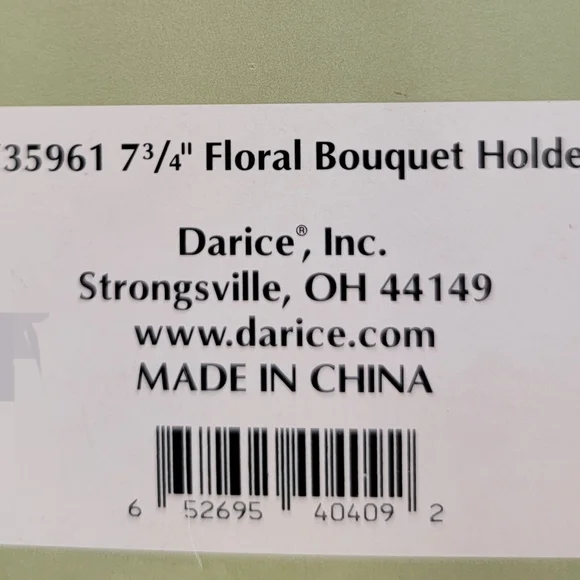 35961 7¾" Floral Bouquet Holde
Darice®, Inc.
Strongsville, OH 44149
www.darice.com
MADE IN CHINA
6 52695 40409 2